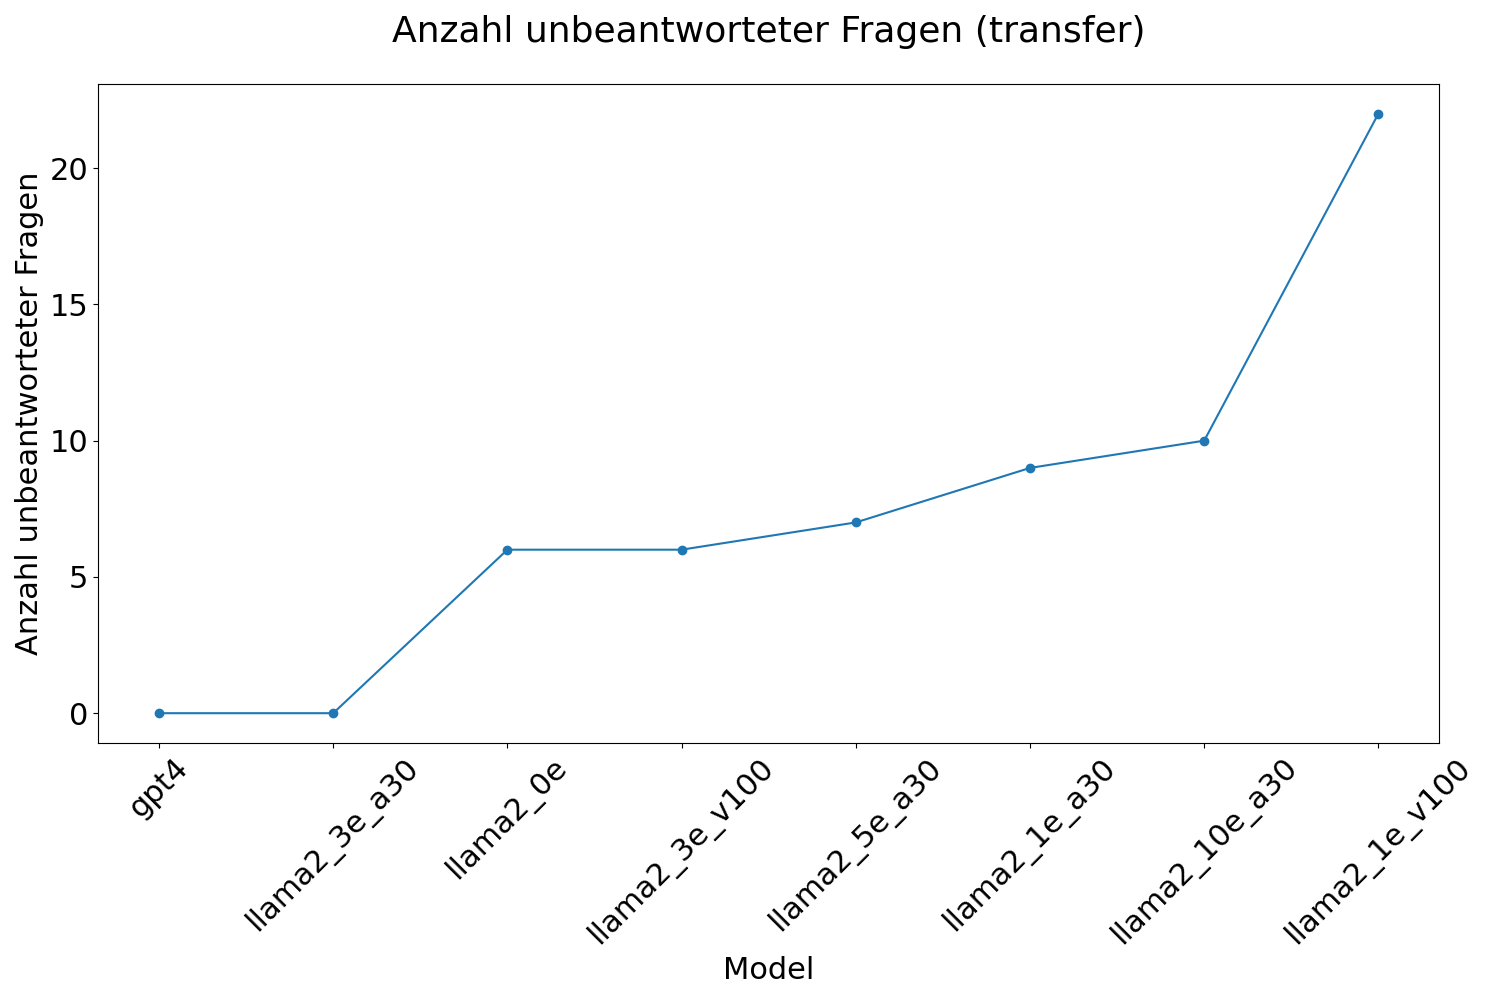 Anzahl unbeantworteter Fragen (transfer)
Anzahl unbeantworteter Fragen
20
15
10
5
0
gpt4
llama2_3e_a30
llama2_0e
llama2_3e_v100
llama2_5e_a30
llama2_1e_a30
llama2_10e_a30
llama2_1e_v100
Model